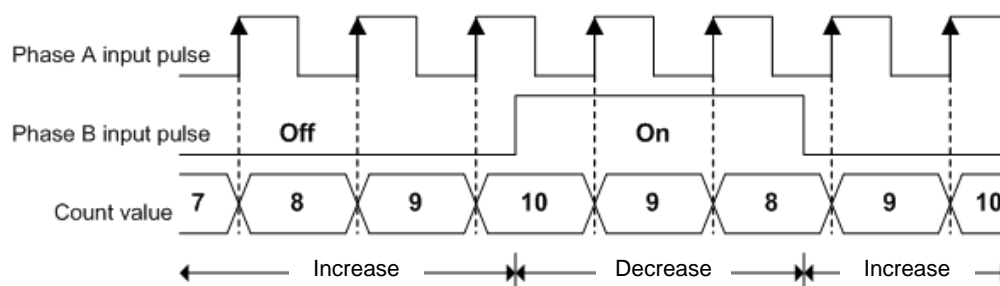 Phase A input pulse
Phase B input pulse Off On
Count value 7 8 9 10 9 8 9 10
Increase Decrease Increase